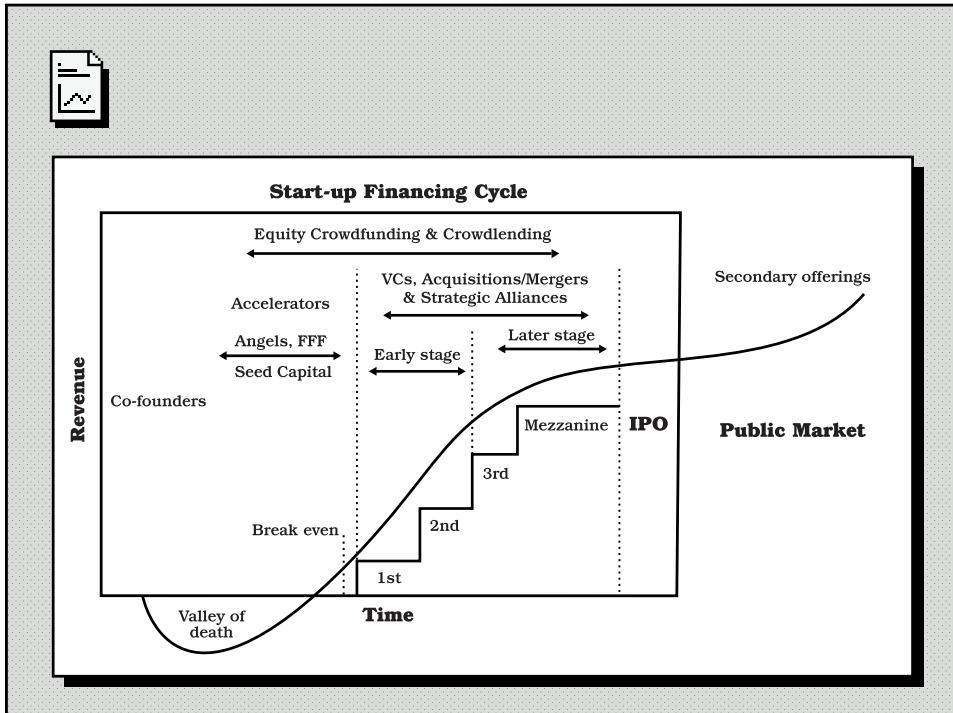 Start-up Financing Cycle
Equity Crowdfunding & Crowdlending
VCs, Acquisitions/Mergers
& Strategic Alliances
Secondary offerings
Accelerators
Angels, FFF
Seed Capital
Early stage
Later stage
Revenue
Co-founders
Mezzanine
IPO
Public Market
3rd
2nd
Break even
1st
Valley of
death
Time